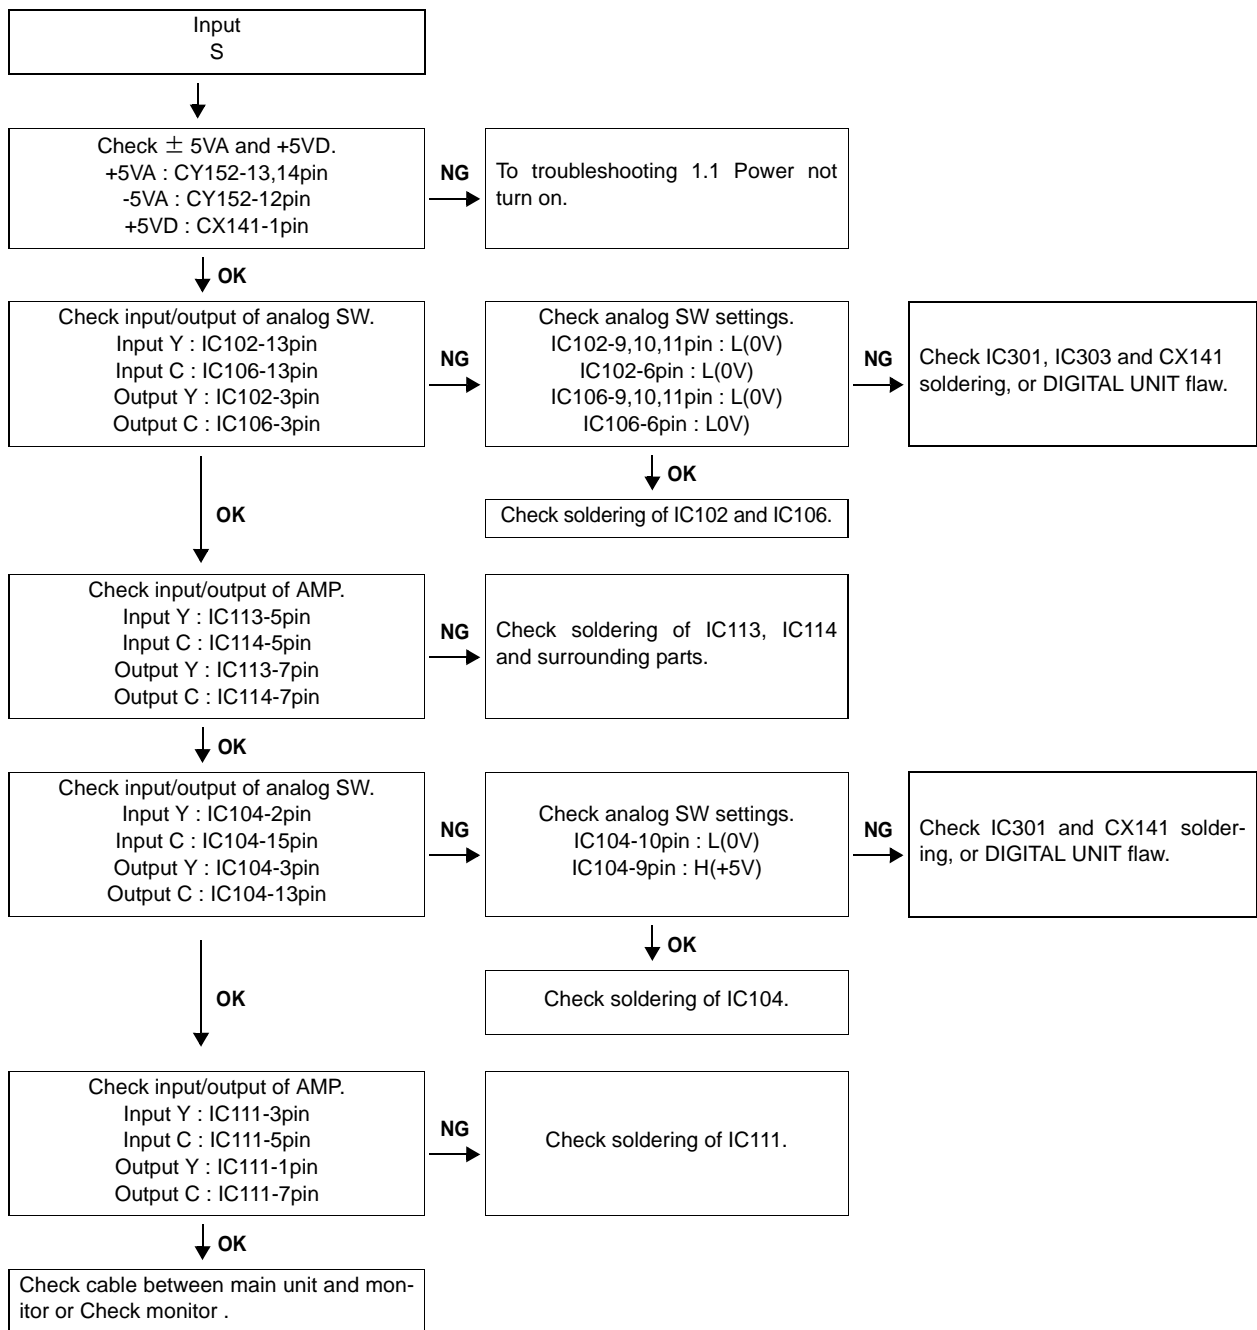 Input
S
Check ± 5VA and +5VD.
+5VA : CY152-13,14pin
-5VA : CY152-12pin
+5VD : CX141-1pin
NG
To troubleshooting 1.1 Power not
turn on.
OK
Check input/output of analog SW.
Input Y : IC102-13pin
Input C : IC106-13pin
Output Y : IC102-3pin
Output C : IC106-3pin
NG
Check analog SW settings.
IC102-9,10,11pin : L(0V)
IC102-6pin : L(0V)
IC106-9,10,11pin : L(0V)
IC106-6pin : L0V)
NG
Check IC301, IC303 and CX141
soldering, or DIGITAL UNIT flaw.
OK
Check soldering of IC102 and IC106.
OK
Check input/output of AMP.
Input Y : IC113-5pin
Input C : IC114-5pin
Output Y : IC113-7pin
Output C : IC114-7pin
NG
Check soldering of IC113, IC114
and surrounding parts.
OK
Check input/output of analog SW.
Input Y : IC104-2pin
Input C : IC104-15pin
Output Y : IC104-3pin
Output C : IC104-13pin
NG
Check analog SW settings.
IC104-10pin : L(0V)
IC104-9pin : H(+5V)
NG
Check IC301 and CX141 solder-
ing, or DIGITAL UNIT flaw.
OK
Check soldering of IC104.
OK
Check input/output of AMP.
Input Y : IC111-3pin
Input C : IC111-5pin
Output Y : IC111-1pin
Output C : IC111-7pin
NG
Check soldering of IC111.
OK
Check cable between main unit and mon-
itor or Check monitor .